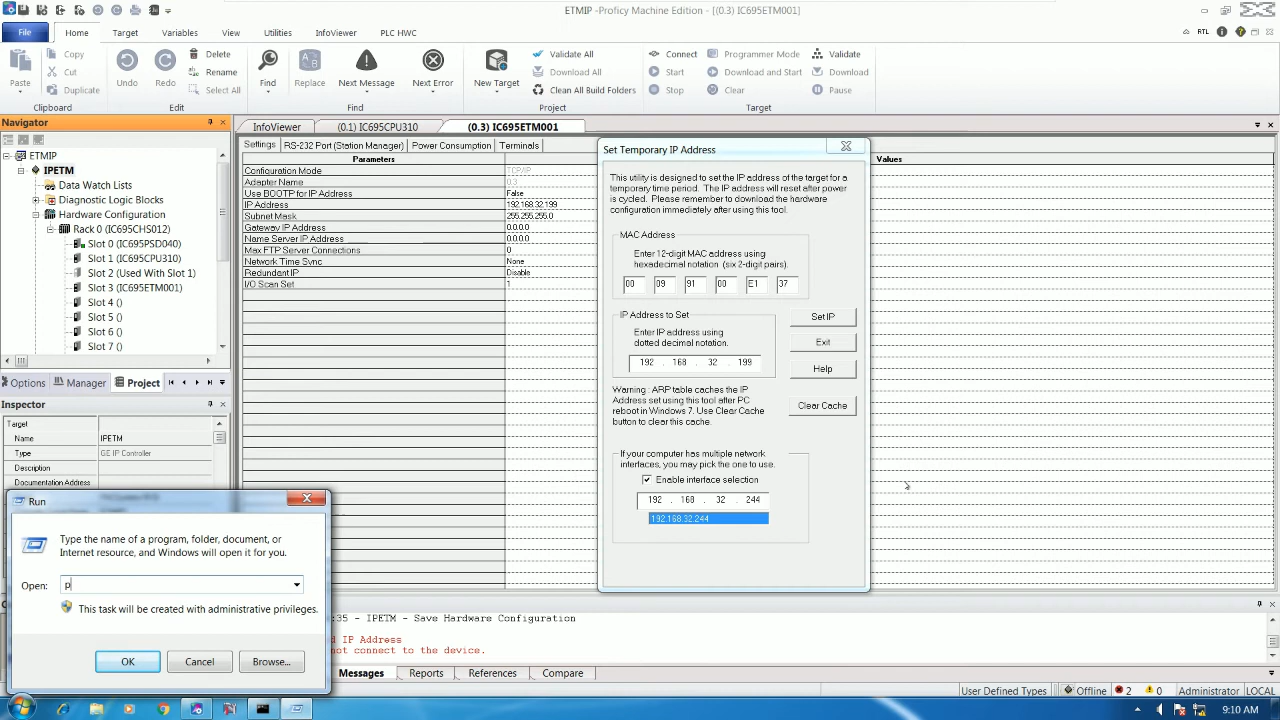 ETMIP - Proficy Machine Edition - [(0.3) IC695ETM001]
File
Home
Target
Variables
View
Utilities
InfoViewer
PLC HWC
RTL
Paste
Copy
Cut
Duplicate
Clipboard
Undo
Redo
Delete
Rename
Select All
Edit
Find
Replace
Next Message
Next Error
Find
New Target
Validate All
Download All
Clean All Build Folders
Project
Connect
Start
Stop
Programmer Mode
Download and Start
Clear
Validate
Download
Pause
Target
Navigator
ETMIP
IPETM
Data Watch Lists
Diagnostic Logic Blocks
Hardware Configuration
Rack 0 (IC695CHS012)
Slot 0 (IC695PSD040)
Slot 1 (IC695CPU310)
Slot 2 (Used With Slot 1)
Slot 3 (IC695ETM001)
Slot 4 ()
Slot 5 ()
Slot 6 ()
Slot 7 ()
Options
Manager
Project
Inspector
Target
Name IPETM
Type GE IP Controller
Description
Documentation Address
InfoViewer
(0.1) IC695CPU310
(0.3) IC695ETM001
Settings
RS-232 Port (Station Manager)
Power Consumption
Terminals
Parameters
Values
Configuration Mode TCP/IP
Adapter Name 0.3
Use BOOTP for IP Address False
IP Address 192.168.32.199
Subnet Mask 255.255.255.0
Gateway IP Address 0.0.0.0
Name Server IP Address 0.0.0.0
Max FTP Server Connections 0
Network Time Sync None
Redundant IP Disable
I/O Scan Set 1
Set Temporary IP Address
This utility is designed to set the IP address of the target for a
temporary time period. The IP address will reset after power
is cycled. Please remember to download the hardware
configuration immediately after using this tool.
MAC Address
Enter 12-digit MAC address using
hexadecimal notation (six 2-digit pairs).
00 09 91 00 E1 37
IP Address to Set
Enter IP address using
dotted decimal notation.
192 . 168 . 32 . 199
Set IP
Exit
Help
Warning : ARP table caches the IP
Address set using this tool after PC
reboot in Windows 7. Use Clear Cache
button to clear this cache.
Clear Cache
If your computer has multiple network
interfaces, you may pick the one to use.
Enable interface selection
192 . 168 . 32 . 244
192.168.32.244
Run
Type the name of a program, folder, document, or
Internet resource, and Windows will open it for you.
Open: p
This task will be created with administrative privileges.
OK
Cancel
Browse...
:35 - IPETM - Save Hardware Configuration
IP Address
not connect to the device.
Messages
Reports
References
Compare
User Defined Types
Offline
2
0
Administrator
LOCAL
9:10 AM